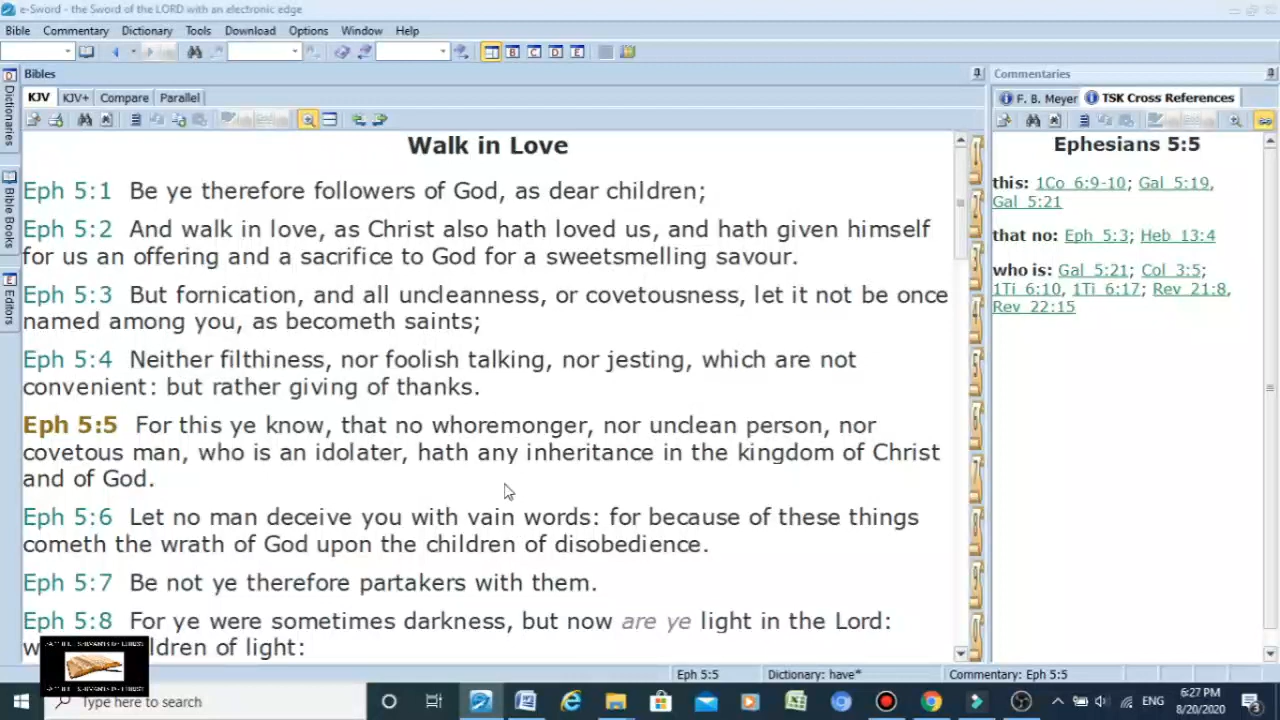 e-Sword - the Sword of the LORD with an electronic edge
Bible Commentary Dictionary Tools Download Options Window Help
Bibles
KJV KJV+ Compare Parallel
Walk in Love
Eph 5:1 Be ye therefore followers of God, as dear children;
Eph 5:2 And walk in love, as Christ also hath loved us, and hath given himself
for us an offering and a sacrifice to God for a sweetsmelling savour.
Eph 5:3 But fornication, and all uncleanness, or covetousness, let it not be once
named among you, as becometh saints;
Eph 5:4 Neither filthiness, nor foolish talking, nor jesting, which are not
convenient: but rather giving of thanks.
Eph 5:5 For this ye know, that no whoremonger, nor unclean person, nor
covetous man, who is an idolater, hath any inheritance in the kingdom of Christ
and of God.
Eph 5:6 Let no man deceive you with vain words: for because of these things
cometh the wrath of God upon the children of disobedience.
Eph 5:7 Be not ye therefore partakers with them.
Eph 5:8 For ye were sometimes darkness, but now are ye light in the Lord:
ldren of light:
Dictionaries
Bible Books
Editors
Commentaries
F. B. Meyer TSK Cross References
Ephesians 5:5
this: 1Co 6:9-10; Gal 5:19,
Gal 5:21
that no: Eph 5:3; Heb 13:4
who is: Gal 5:21; Col 3:5;
1Ti 6:10, 1Ti 6:17; Rev 21:8,
Rev 22:15
Eph 5:5 Dictionary: have* Commentary: Eph 5:5
Type here to search
ENG
6:27 PM
8/20/2020